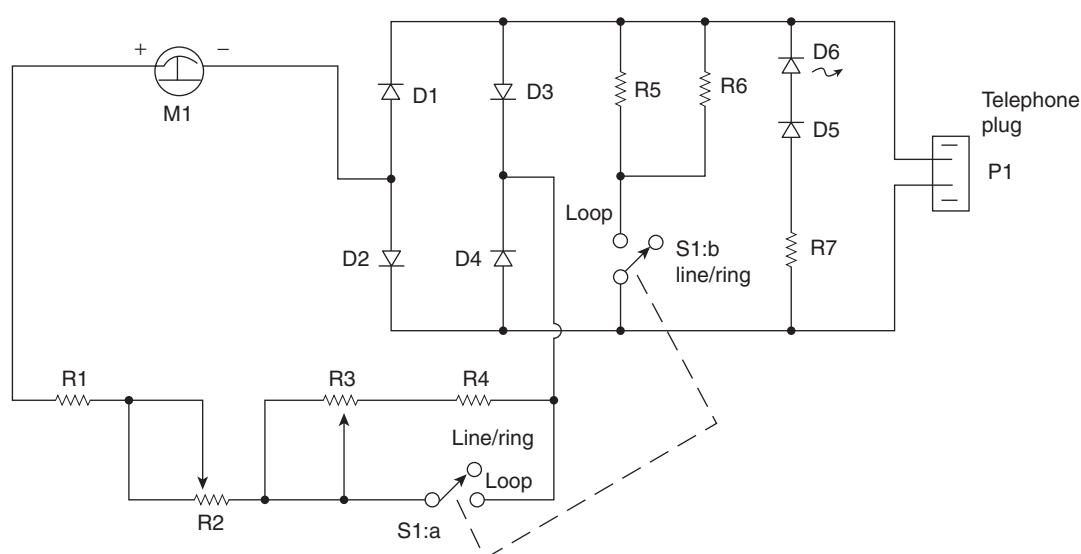 +
−
M1
D1
D3
R5
R6
D6
D5
Telephone
plug
P1
Loop
D2
D4
S1:b
line/ring
R7
R1
R3
R4
Line/ring
Loop
R2
S1:a